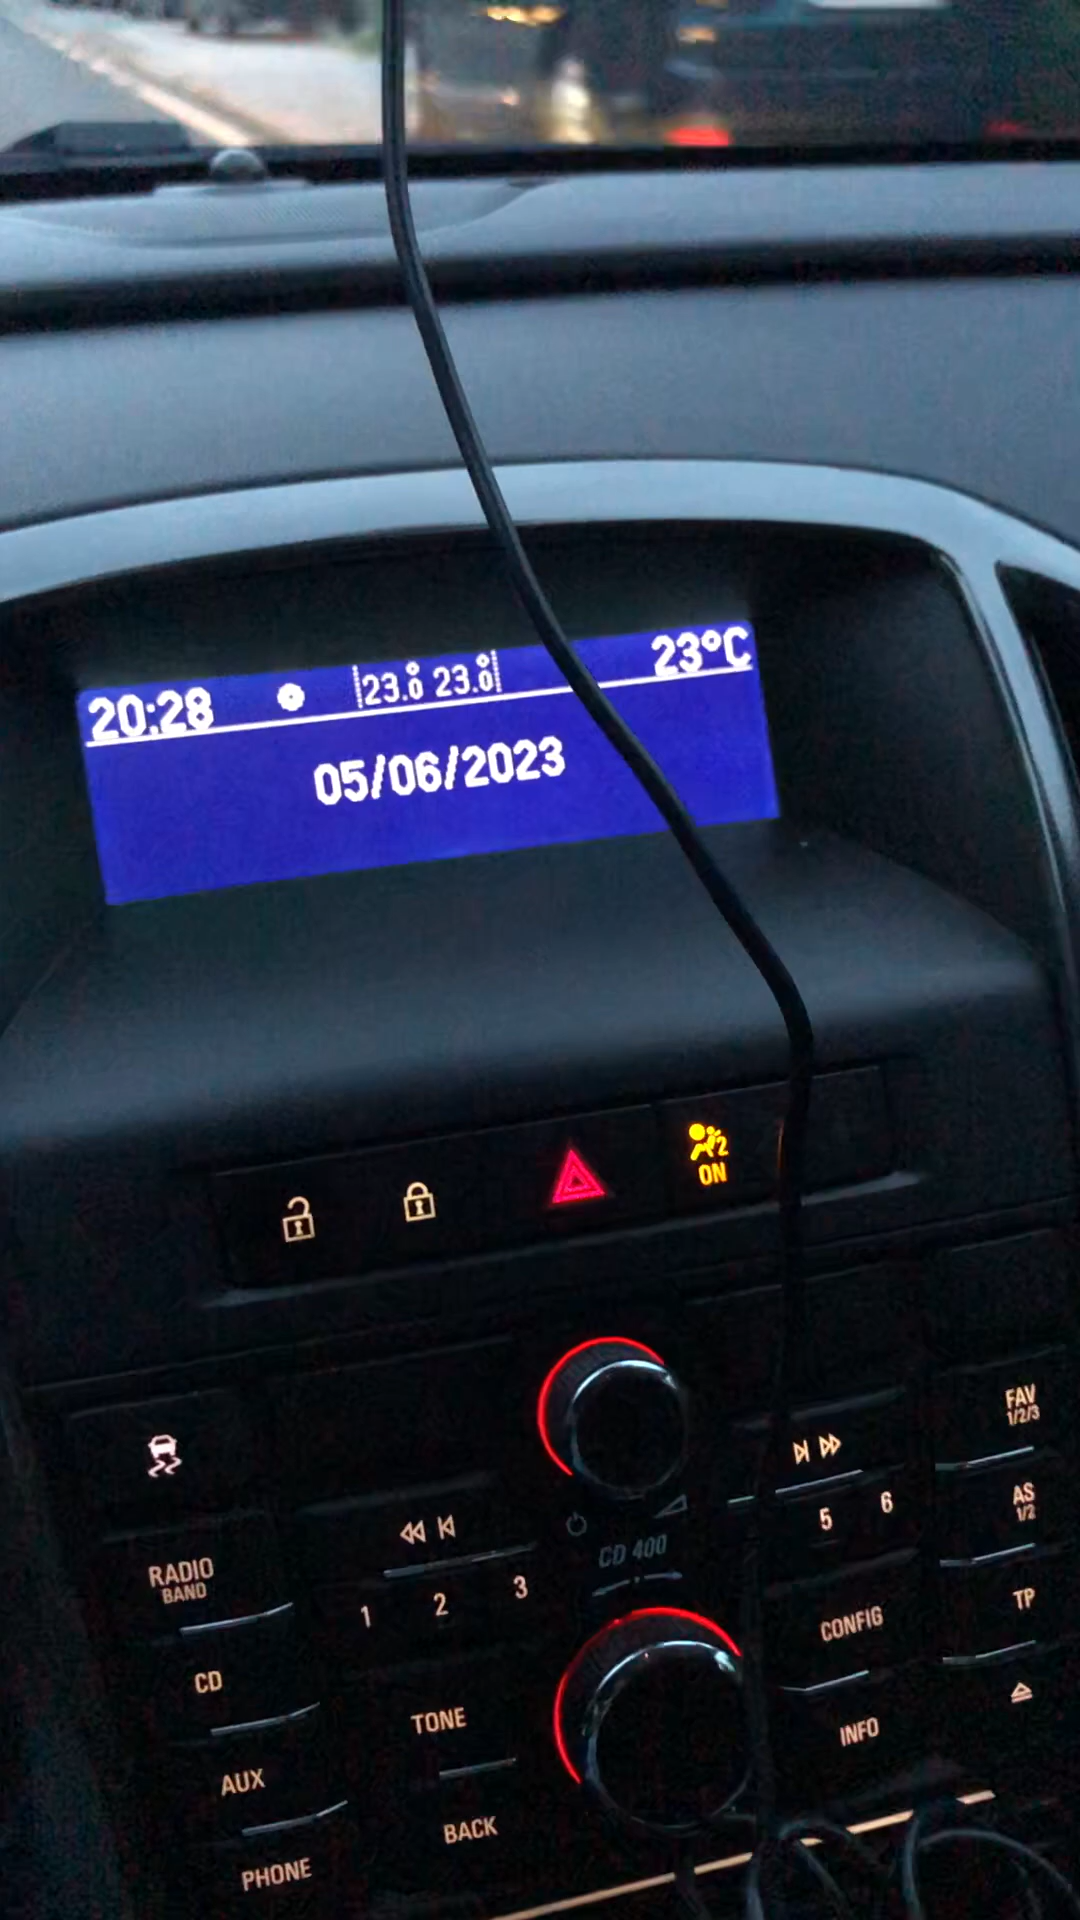 20:28 23.0° 23.0° 23°C
05/06/2023
2
ON
FAV
1/2/3
5 6
AS
1/2
CD 400
RADIO
BAND
1 2 3
TP
CONFIG
CD
TONE
INFO
AUX
BACK
PHONE